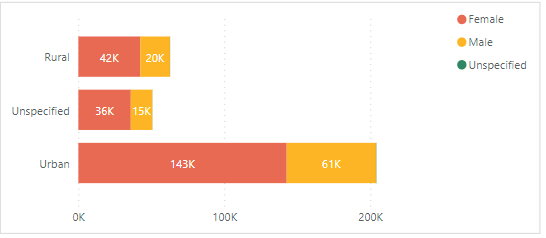 Female
Male
Unspecified
Rural 42K 20K
Unspecified 36K 15K
Urban 143K 61K
0K 100K 200K